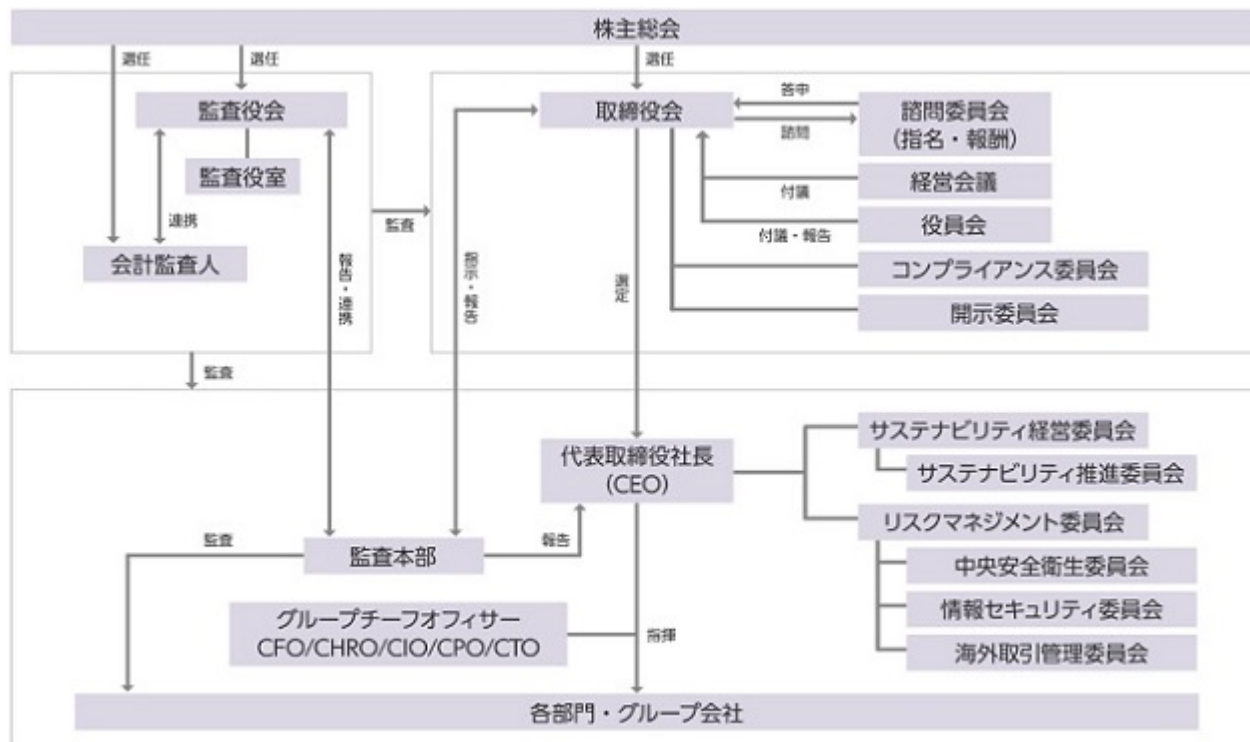 株主総会
選任
選任
選任
監査役会
監査役室
連携
会計監査人
監査
報告・連携
取締役会
答申
諮問
諮問委員会
(指名・報酬)
付議
経営会議
付議・報告
役員会
コンプライアンス委員会
開示委員会
指示・報告
選定
監査
代表取締役社長
(CEO)
サステナビリティ経営委員会
サステナビリティ推進委員会
リスクマネジメント委員会
中央安全衛生委員会
情報セキュリティ委員会
海外取引管理委員会
監査
監査本部
報告
グループチーフオフィサー
CFO/CHRO/CIO/CPO/CTO
指揮
各部門・グループ会社